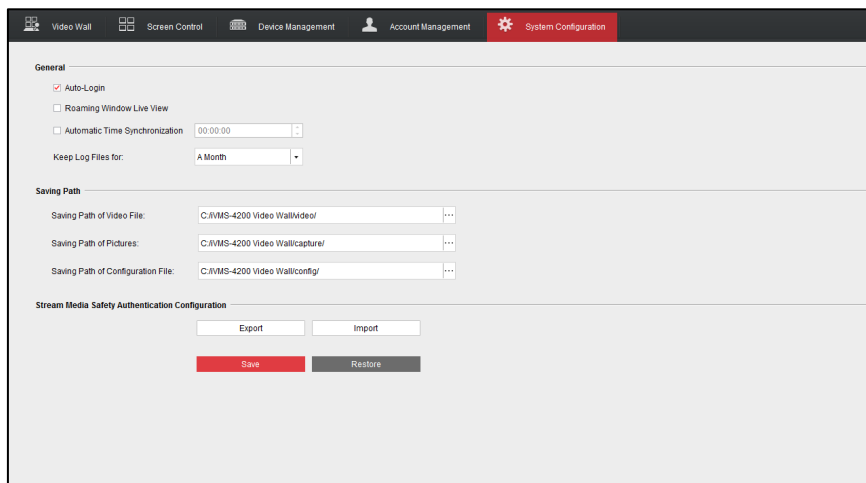 Video Wall Screen Control Device Management Account Management System Configuration
General
Auto-Login
Roaming Window Live View
Automatic Time Synchronization 00:00:00
Keep Log Files for: A Month
Saving Path
Saving Path of Video File: C:/iVMS-4200 Video Wall/video/ ...
Saving Path of Pictures: C:/iVMS-4200 Video Wall/capture/ ...
Saving Path of Configuration File: C:/iVMS-4200 Video Wall/config/ ...
Stream Media Safety Authentication Configuration
Export Import
Save Restore